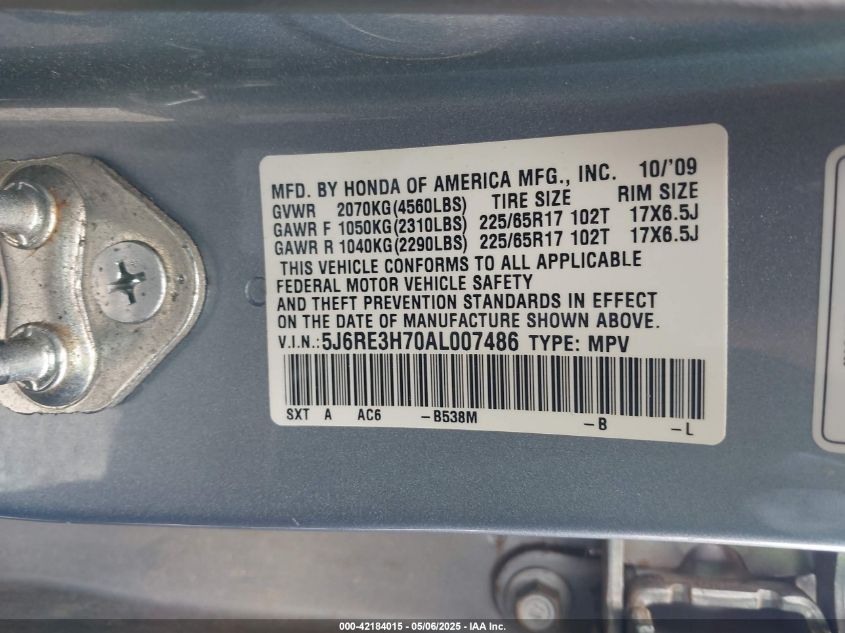 MFD. BY HONDA OF AMERICA MFG., INC. 10/'09
GVWR 2070KG(4560LBS) TIRE SIZE RIM SIZE
GAWR F 1050KG(2310LBS) 225/65R17 102T 17X6.5J
GAWR R 1040KG(2290LBS) 225/65R17 102T 17X6.5J
THIS VEHICLE CONFORMS TO ALL APPLICABLE
FEDERAL MOTOR VEHICLE SAFETY
AND THEFT PREVENTION STANDARDS IN EFFECT
ON THE DATE OF MANUFACTURE SHOWN ABOVE.
V.I.N.:5J6RE3H70AL007486 TYPE: MPV
SXT A AC6 -B538M -B -L
000-42184015 - 05/06/2025 - IAA Inc.